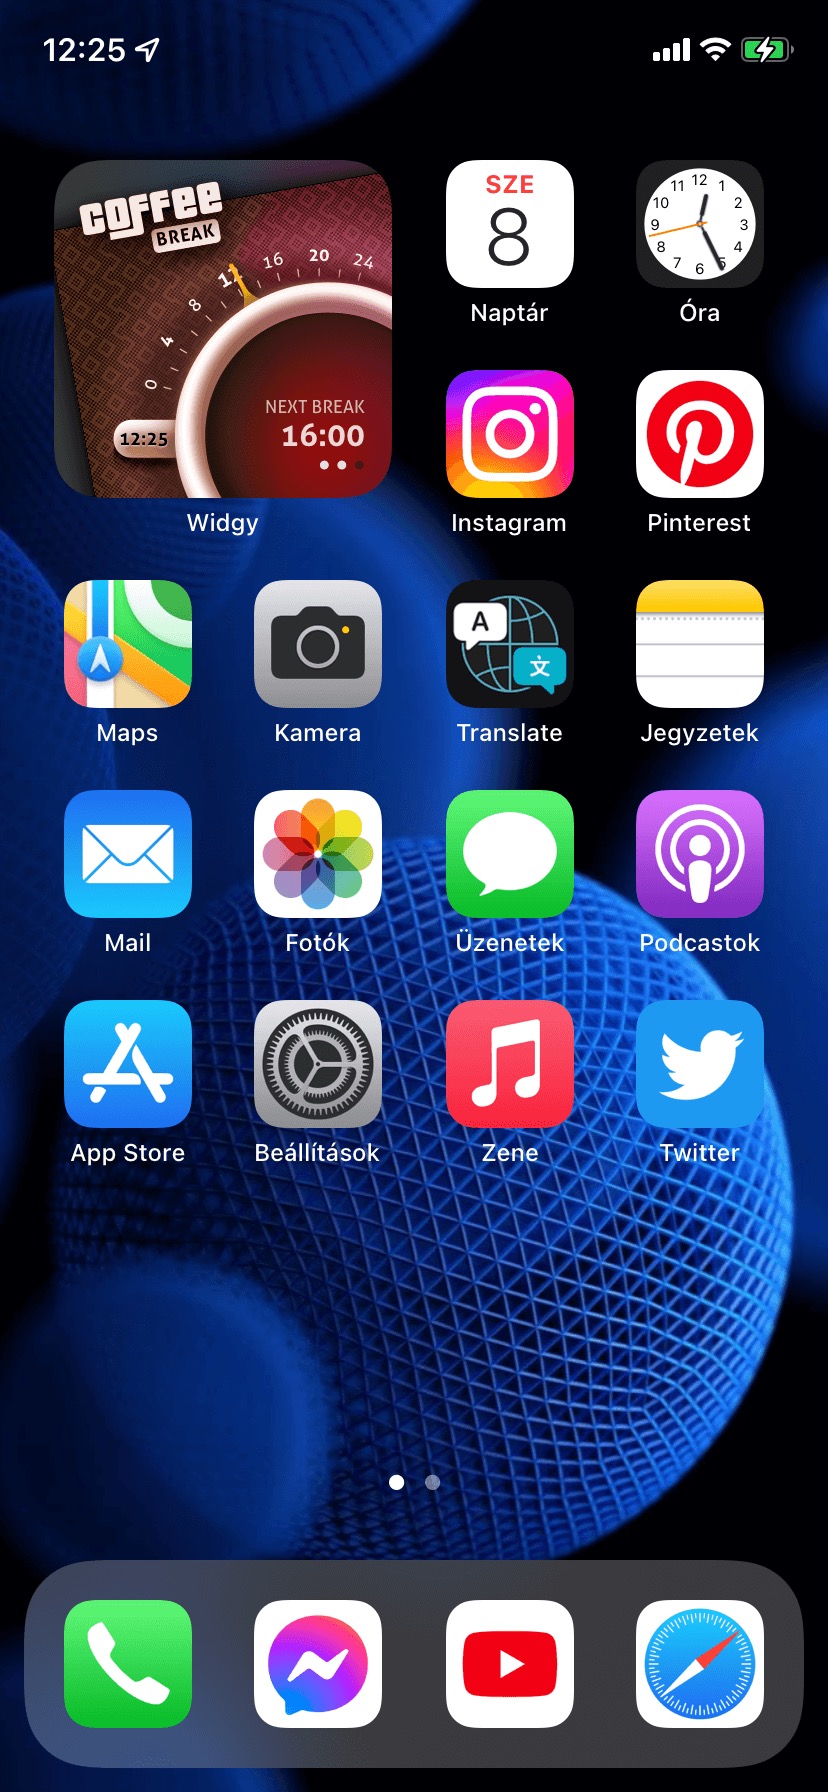 12:25
COFFEE
BREAK
0
4
8
16
20
24
12:25
NEXT BREAK
16:00
Widgy
SZE
8
Naptár
12
1
2
3
4
5
6
7
8
9
10
11
Óra
Instagram
Pinterest
Maps
Kamera
A
文
Translate
Jegyzetek
Mail
Fotók
Üzenetek
Podcastok
App Store
Beállítások
Zene
Twitter